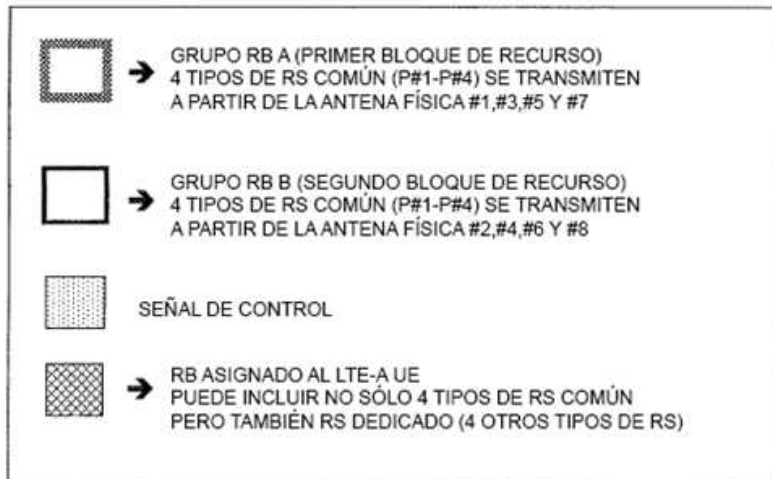 GRUPO RB A (PRIMER BLOQUE DE RECURSO)
4 TIPOS DE RS COMÚN (P#1-P#4) SE TRANSMITEN
A PARTIR DE LA ANTENA FÍSICA #1,#3,#5 Y #7
GRUPO RB B (SEGUNDO BLOQUE DE RECURSO)
4 TIPOS DE RS COMÚN (P#1-P#4) SE TRANSMITEN
A PARTIR DE LA ANTENA FÍSICA #2,#4,#6 Y #8
SEÑAL DE CONTROL
RB ASIGNADO AL LTE-A UE
PUEDE INCLUIR NO SÓLO 4 TIPOS DE RS COMÚN
PERO TAMBIÉN RS DEDICADO (4 OTROS TIPOS DE RS)